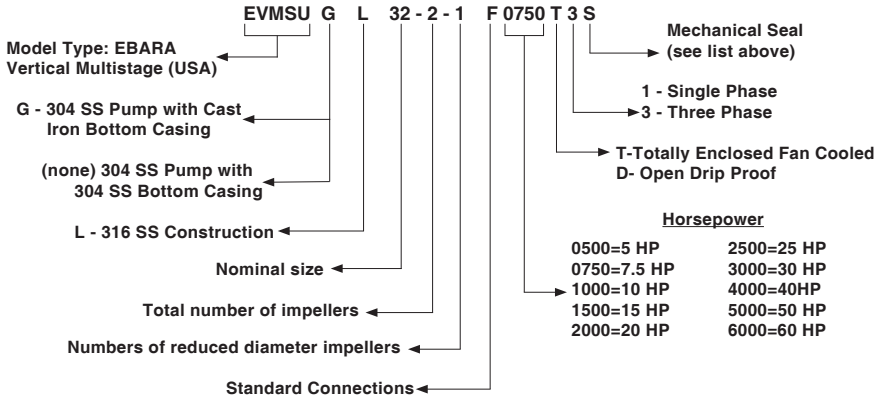 EVMSU G L 32 - 2 - 1 F 0750 T 3 S
Model Type: EBARA
Vertical Multistage (USA)
G - 304 SS Pump with Cast
Iron Bottom Casing
(none) 304 SS Pump with
304 SS Bottom Casing
L - 316 SS Construction
Nominal size
Total number of impellers
Numbers of reduced diameter impellers
Standard Connections
Mechanical Seal
(see list above)
1 - Single Phase
3 - Three Phase
T-Totally Enclosed Fan Cooled
D- Open Drip Proof
Horsepower
0500=5 HP 2500=25 HP
0750=7.5 HP 3000=30 HP
1000=10 HP 4000=40HP
1500=15 HP 5000=50 HP
2000=20 HP 6000=60 HP